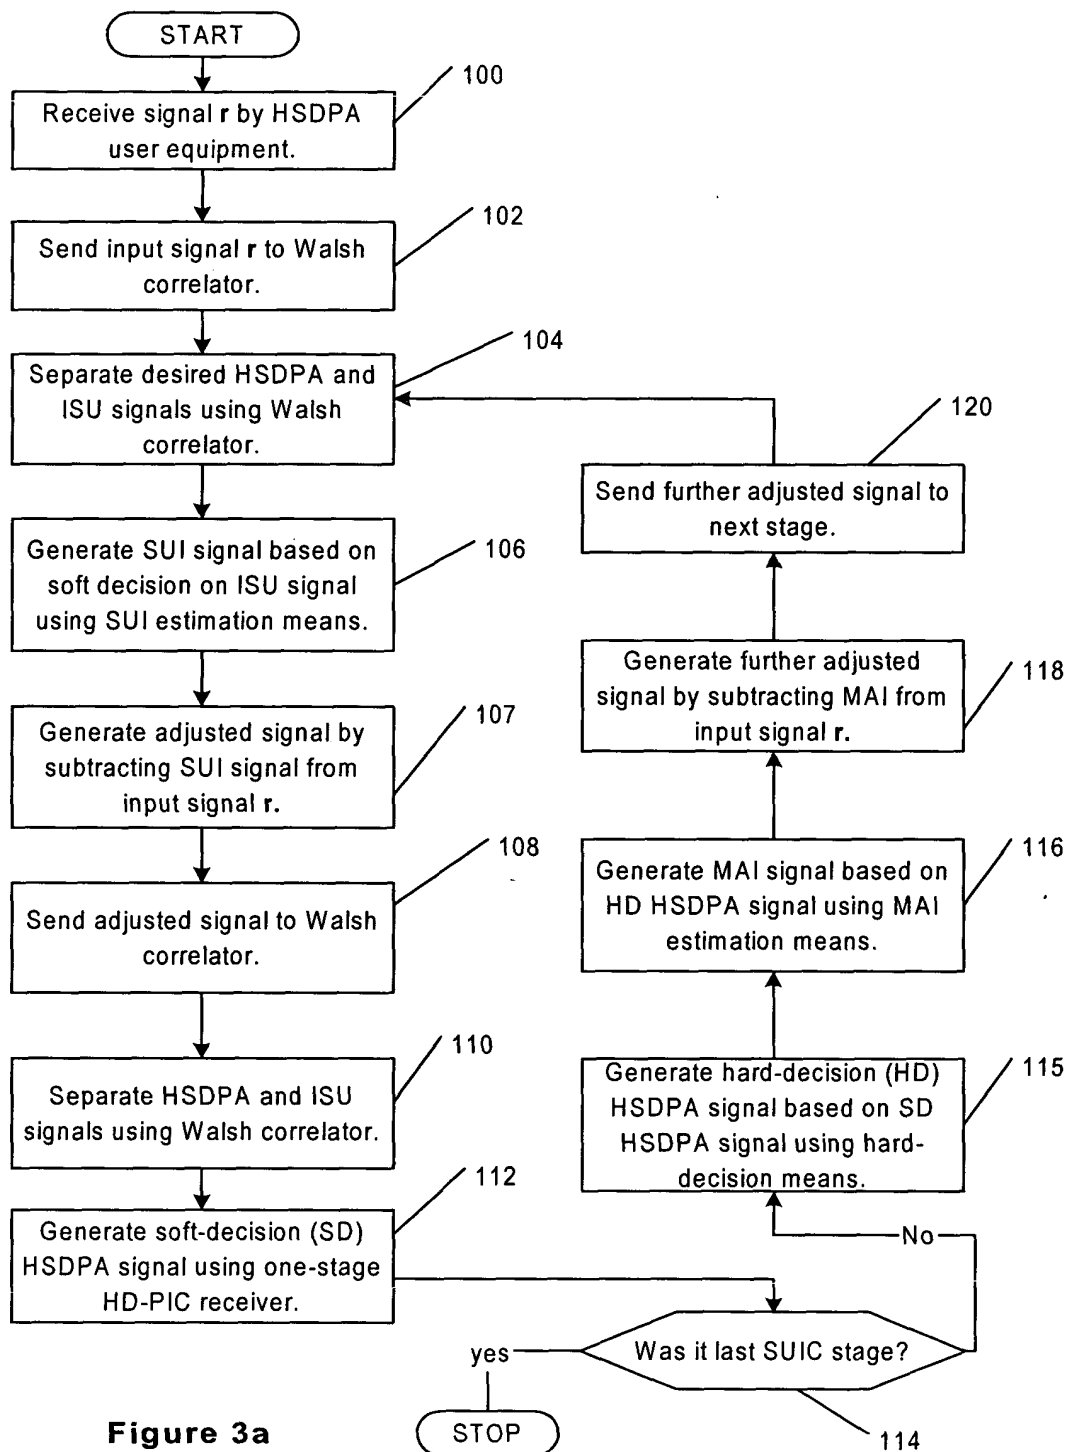 START
100
Receive signal r by HSDPA
user equipment.
102
Send input signal r to Walsh
correlator.
104
Separate desired HSDPA and
ISU signals using Walsh
correlator.
106
Generate SUI signal based on
soft decision on ISU signal
using SUI estimation means.
107
Generate adjusted signal by
subtracting SUI signal from
input signal r.
108
Send adjusted signal to Walsh
correlator.
110
Separate HSDPA and ISU
signals using Walsh correlator.
112
Generate soft-decision (SD)
HSDPA signal using one-stage
HD-PIC receiver.
Was it last SUIC stage?
114
yes
STOP
No
115
Generate hard-decision (HD)
HSDPA signal based on SD
HSDPA signal using hard-
decision means.
116
Generate MAI signal based on
HD HSDPA signal using MAI
estimation means.
118
Generate further adjusted
signal by subtracting MAI from
input signal r.
120
Send further adjusted signal to
next stage.
Figure 3a